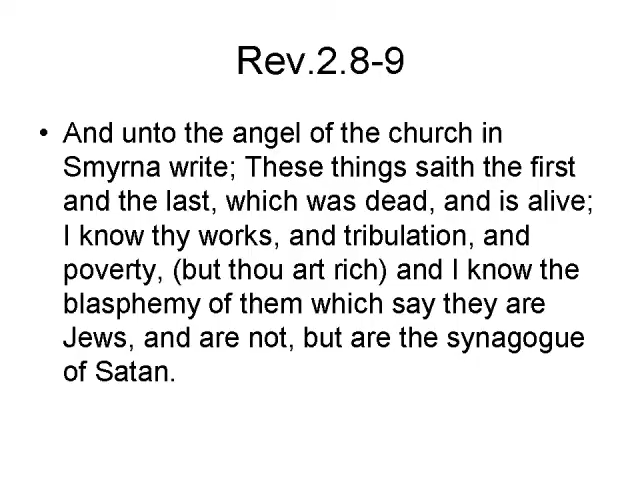 Rev.2.8-9
• And unto the angel of the church in
Smyrna write; These things saith the first
and the last, which was dead, and is alive;
I know thy works, and tribulation, and
poverty, (but thou art rich) and I know the
blasphemy of them which say they are
Jews, and are not, but are the synagogue
of Satan.